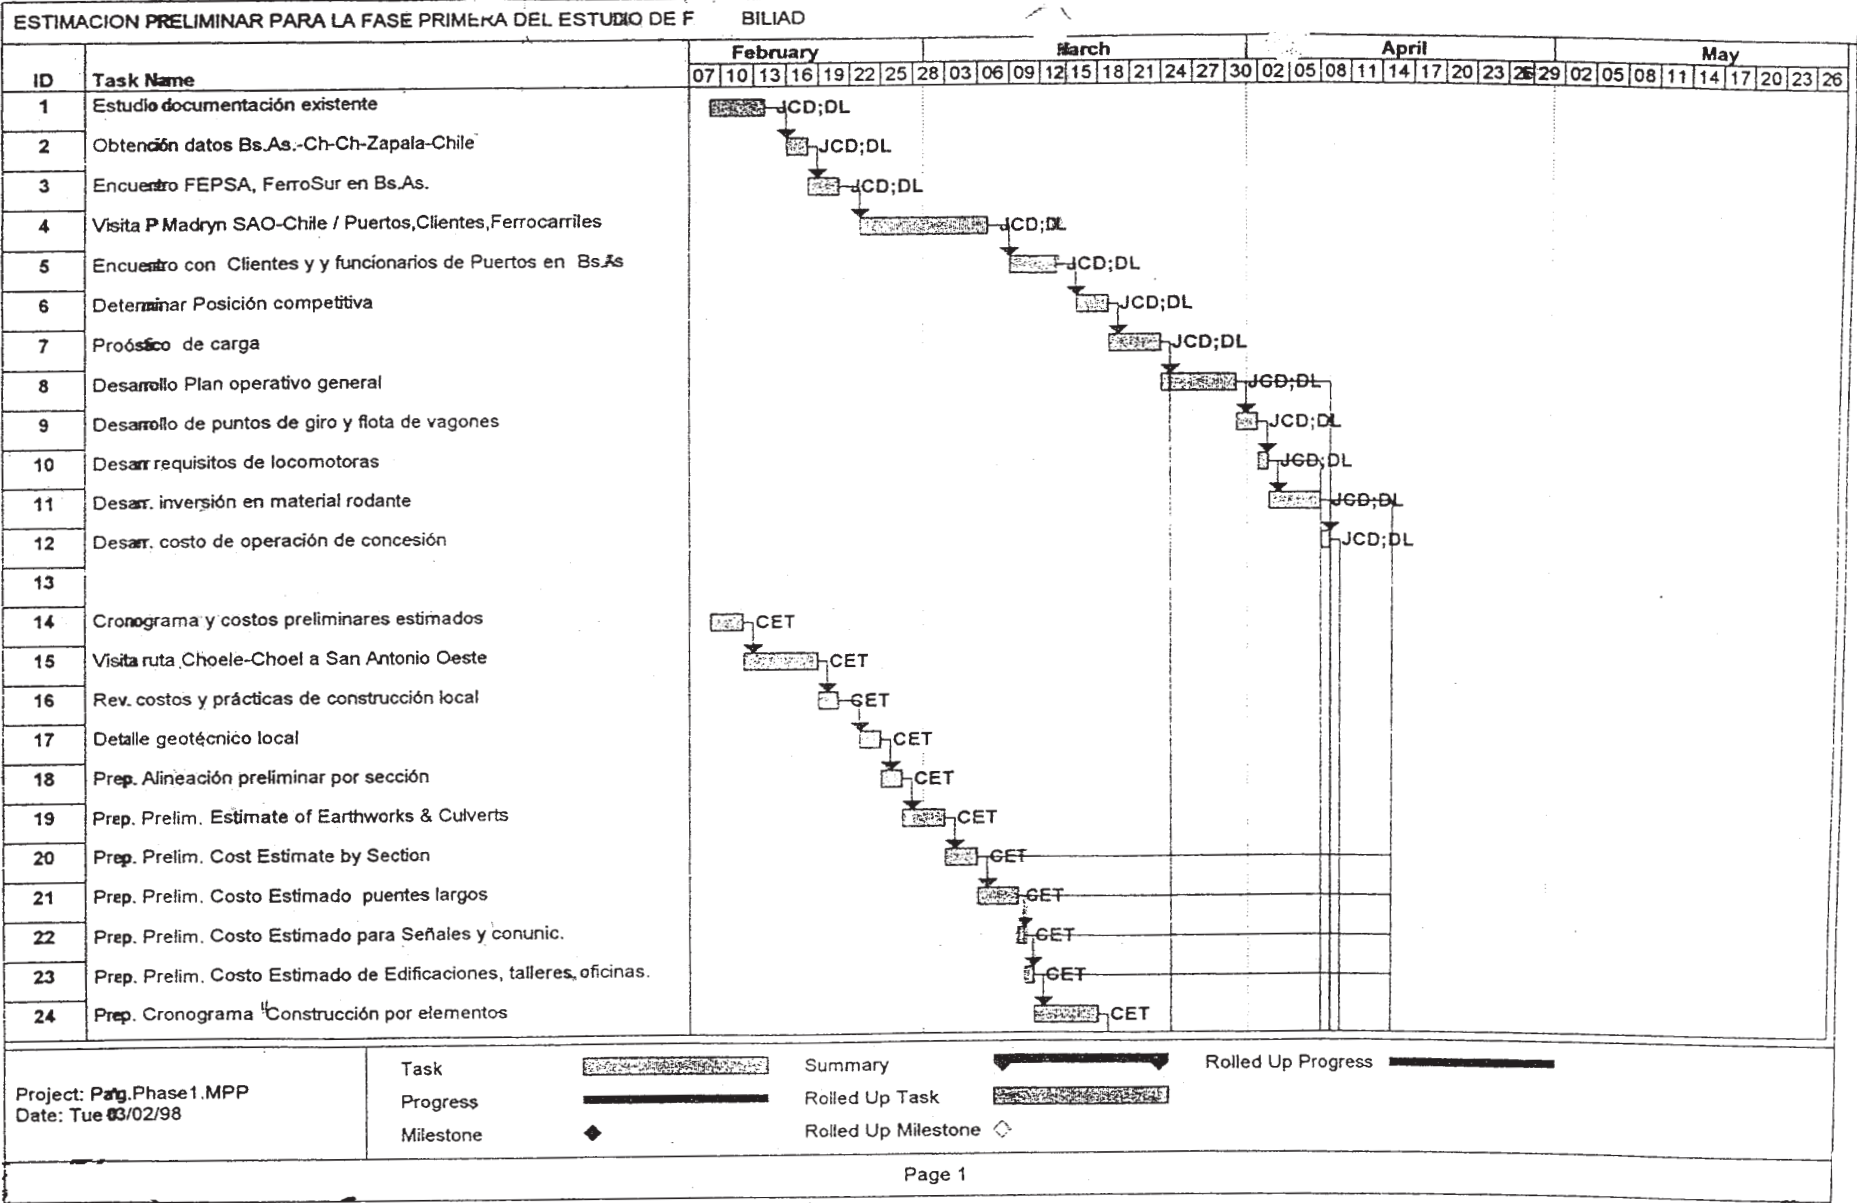 ESTIMACION PRELIMINAR PARA LA FASE PRIMERA DEL ESTUDIO DE F BILIAD
February March April May
ID Task Name 07 10 13 16 19 22 25 28 03 06 09 12 15 18 21 24 27 30 02 05 08 11 14 17 20 23 26 29 02 05 08 11 14 17 20 23 26
1 Estudio documentación existente JCD;DL
2 Obtención datos Bs.As.-Ch-Ch-Zapala-Chile JCD;DL
3 Encuentro FEPSA, FerroSur en Bs.As. JCD;DL
4 Visita P Madryn SAO-Chile / Puertos,Clientes,Ferrocarriles JCD;DL
5 Encuentro con Clientes y y funcionarios de Puertos en Bs.As JCD;DL
6 Determinar Posición competitiva JCD;DL
7 de carga JCD;DL
8 Desarrollo Plan operativo general JCD;DL
9 Desarrollo de puntos de giro y flota de vagones JCD;DL
10 Desarr requisitos de locomotoras JCD;DL
11 Desarr. inversión en material rodante JCD;DL
12 Desarr. costo de operación de concesión JCD;DL
13
14 Cronograma y costos preliminares estimados CET
15 Visita ruta Choele-Choel a San Antonio Oeste CET
16 Rev. costos y prácticas de construcción local CET
17 Detalle geotécnico local CET
18 Prep. Alineación preliminar por sección CET
19 Prep. Prelim. Estimate of Earthworks & Culverts CET
20 Prep. Prelim. Cost Estimate by Section CET
21 Prep. Prelim. Costo Estimado puentes largos CET
22 Prep. Prelim. Costo Estimado para Señales y conunic. CET
23 Prep. Prelim. Costo Estimado de Edificaciones, talleres, oficinas. CET
24 Prep. Cronograma Construcción por elementos CET
Project: .Phase1.MPP
Date: Tue 03/02/98
Task Summary Rolled Up Progress
Progress Rolled Up Task
Milestone Rolled Up Milestone
Page 1